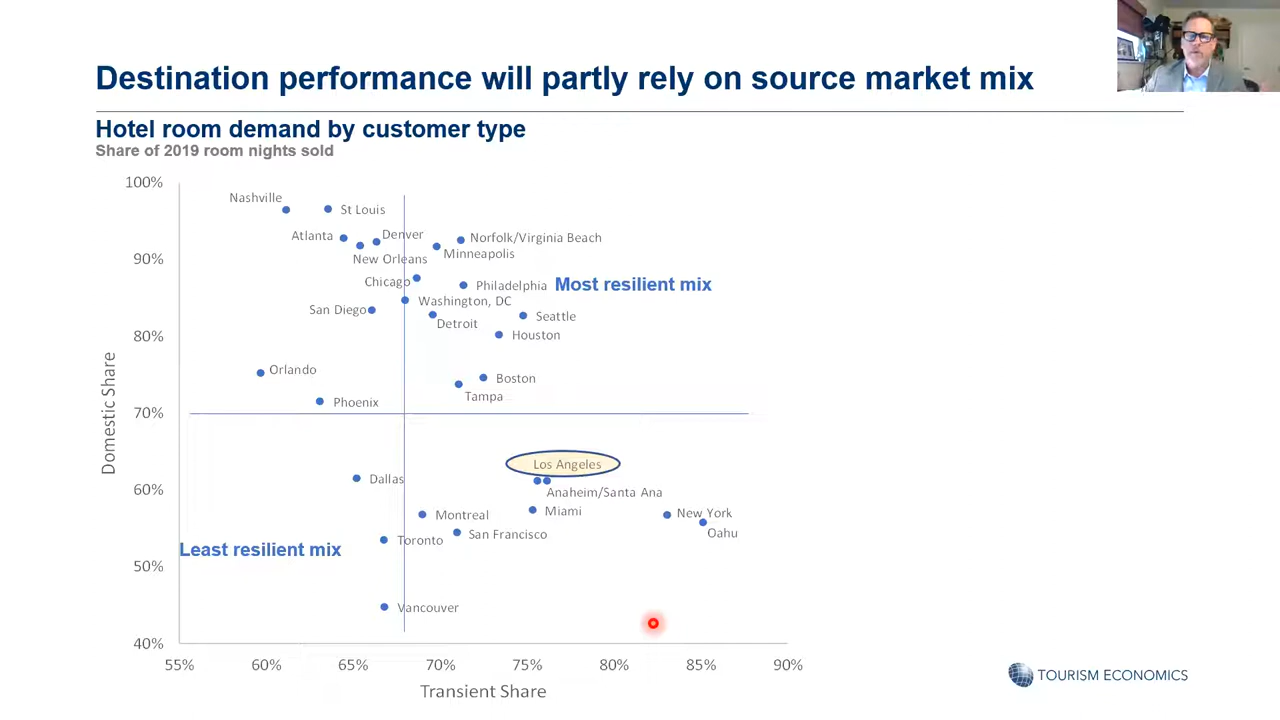 Destination performance will partly rely on source market mix
Hotel room demand by customer type
Share of 2019 room nights sold
100%
Nashville
St Louis
Atlanta
Denver
Norfolk/Virginia Beach
Minneapolis
90%
New Orleans
Chicago
Philadelphia
Most resilient mix
Washington, DC
San Diego
Seattle
Detroit
80%
Houston
Orlando
Boston
Tampa
Phoenix
70%
Domestic Share
Los Angeles
Dallas
60%
Anaheim/Santa Ana
Miami
New York
Montreal
Oahu
San Francisco
Toronto
Least resilient mix
50%
Vancouver
40%
55%
60%
65%
70%
75%
80%
85%
90%
Transient Share
TOURISM ECONOMICS